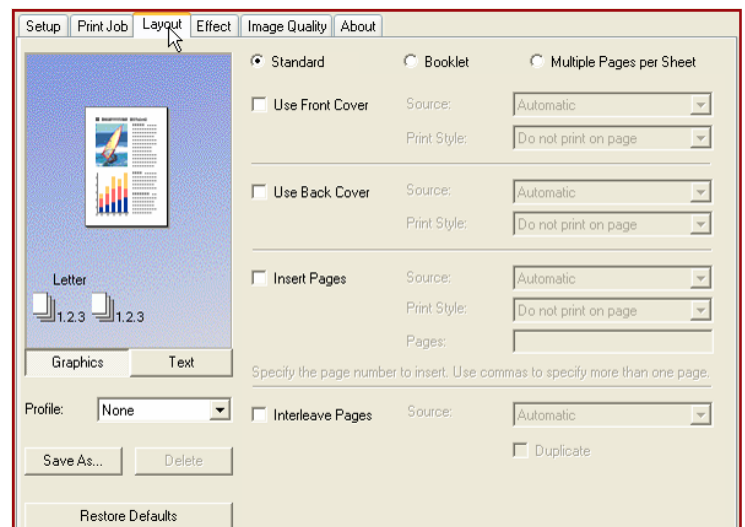 Setup Print Job Layout Effect Image Quality About
Standard Booklet Multiple Pages per Sheet
Use Front Cover Source: Automatic
Print Style: Do not print on page
Use Back Cover Source: Automatic
Print Style: Do not print on page
Insert Pages Source: Automatic
Print Style: Do not print on page
Pages:
Specify the page number to insert. Use commas to specify more than one page.
Interleave Pages Source: Automatic
Duplicate
Letter
1.2.3 1.2.3
Graphics Text
Profile: None
Save As... Delete
Restore Defaults